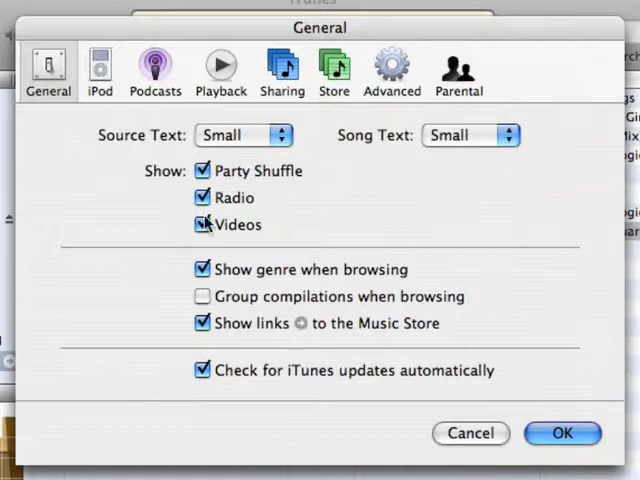 General
General iPod Podcasts Playback Sharing Store Advanced Parental
Source Text: Small Song Text: Small
Show: Party Shuffle
Radio
Videos
Show genre when browsing
Group compilations when browsing
Show links to the Music Store
Check for iTunes updates automatically
Cancel OK